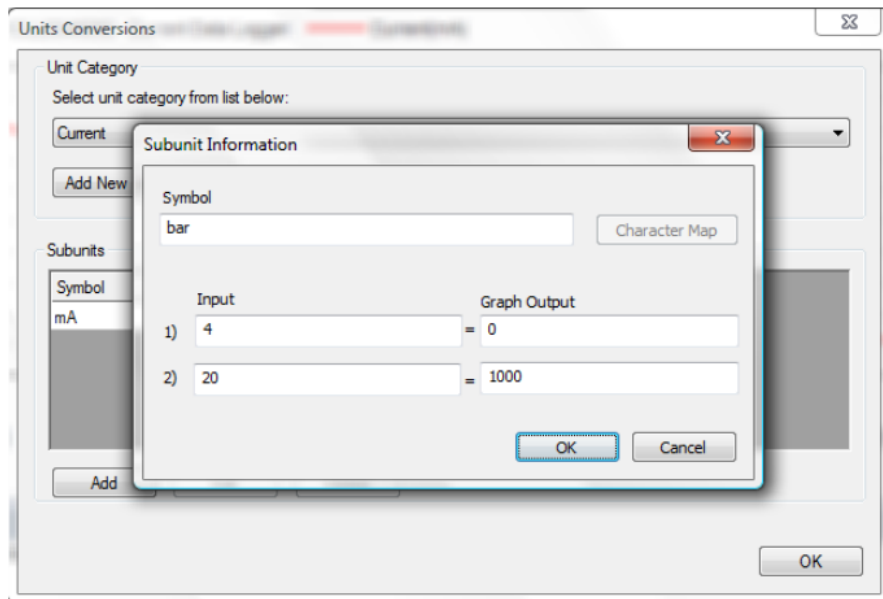 Units Conversions
Unit Category
Select unit category from list below:
Current
Add New
Subunit Information
Symbol
bar
Character Map
Input Graph Output
1) 4 = 0
2) 20 = 1000
OK Cancel
Subunits
Symbol
mA
Add
OK